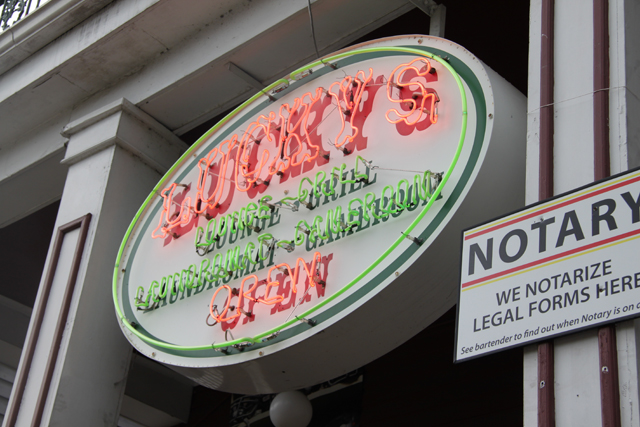 LUCKYS
LOUNGE - GRILL
LAUNDROMAT - GAMEROOM
OPEN
NOTARY
WE NOTARIZE
LEGAL FORMS HERE
See bartender to find out when Notary is on